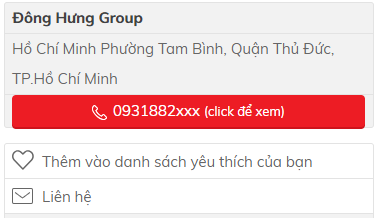 Đông Hưng Group
Hồ Chí Minh Phường Tam Bình, Quận Thủ Đức,
TP.Hồ Chí Minh
0931882xxx (click để xem)
Thêm vào danh sách yêu thích của bạn
Liên hệ